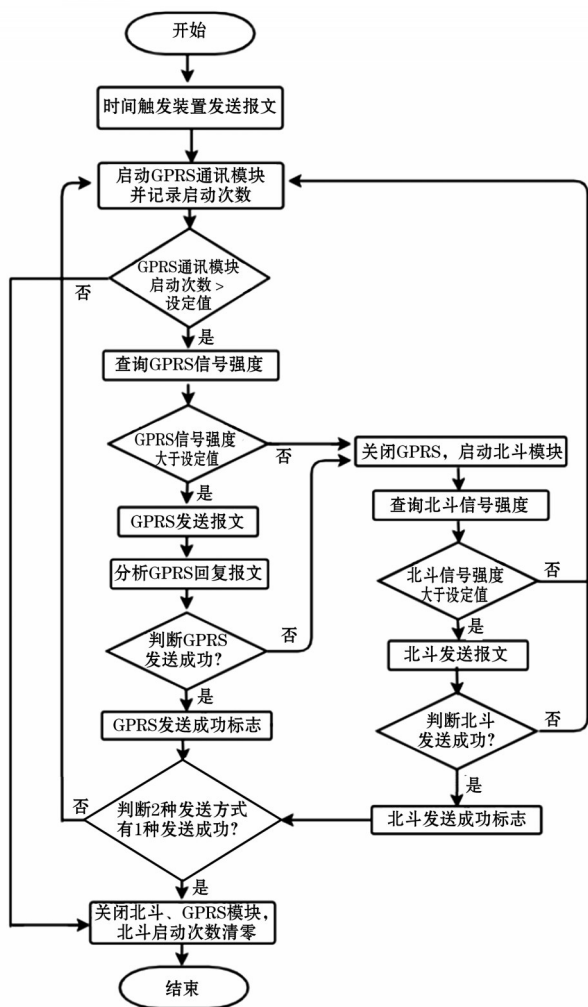 开始
时间触发装置发送报文
启动GPRS通讯模块
并记录启动次数
GPRS通讯模块
启动次数>
设定值
否
是
查询GPRS信号强度
GPRS信号强度
大于设定值
否
是
GPRS发送报文
分析GPRS回复报文
判断GPRS
发送成功?
否
是
GPRS发送成功标志
关闭GPRS，启动北斗模块
查询北斗信号强度
北斗信号强度
大于设定值
否
是
北斗发送报文
判断北斗
发送成功?
否
是
北斗发送成功标志
判断2种发送方式
有1种发送成功?
否
是
关闭北斗、GPRS模块，
北斗启动次数清零
结束